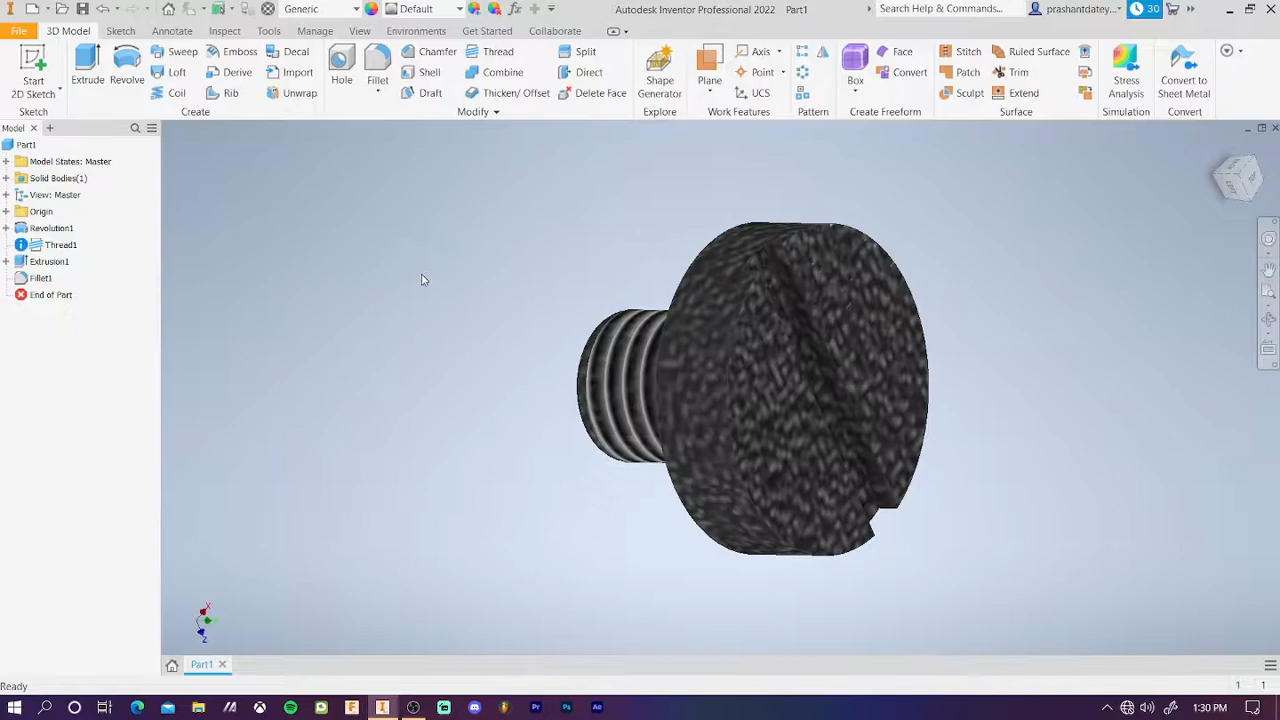 Generic
Default
Autodesk Inventor Professional 2022 Part1
Search Help & Commands...
prashantdatey...
30
File
3D Model
Sketch
Annotate
Inspect
Tools
Manage
View
Environments
Get Started
Collaborate
Start
2D Sketch
Sketch
Extrude
Revolve
Sweep
Emboss
Decal
Loft
Derive
Import
Coil
Rib
Unwrap
Create
Hole
Fillet
Chamfer
Thread
Split
Shell
Combine
Direct
Draft
Thicken/ Offset
Delete Face
Modify
Shape
Generator
Explore
Plane
Axis
Point
UCS
Work Features
Pattern
Box
Face
Convert
Create Freeform
Stitch
Ruled Surface
Patch
Trim
Sculpt
Extend
Surface
Stress
Analysis
Simulation
Convert to
Sheet Metal
Convert
Model
Part1
Model States: Master
Solid Bodies(1)
View: Master
Origin
Revolution1
Thread1
Extrusion1
Fillet1
End of Part
X
Z
Part1
Ready
1 1
1:30 PM